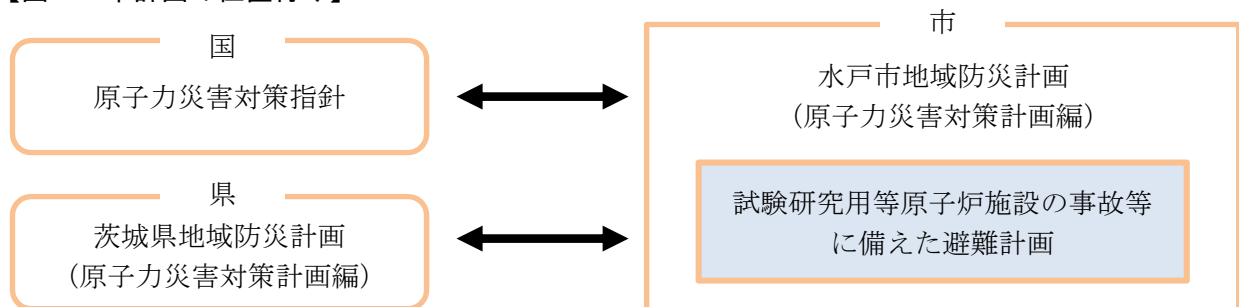 国
原子力災害対策指針
県
茨城県地域防災計画
（原子力災害対策計画編）
市
水戸市地域防災計画
（原子力災害対策計画編）
試験研究用等原子炉施設の事故等
に備えた避難計画